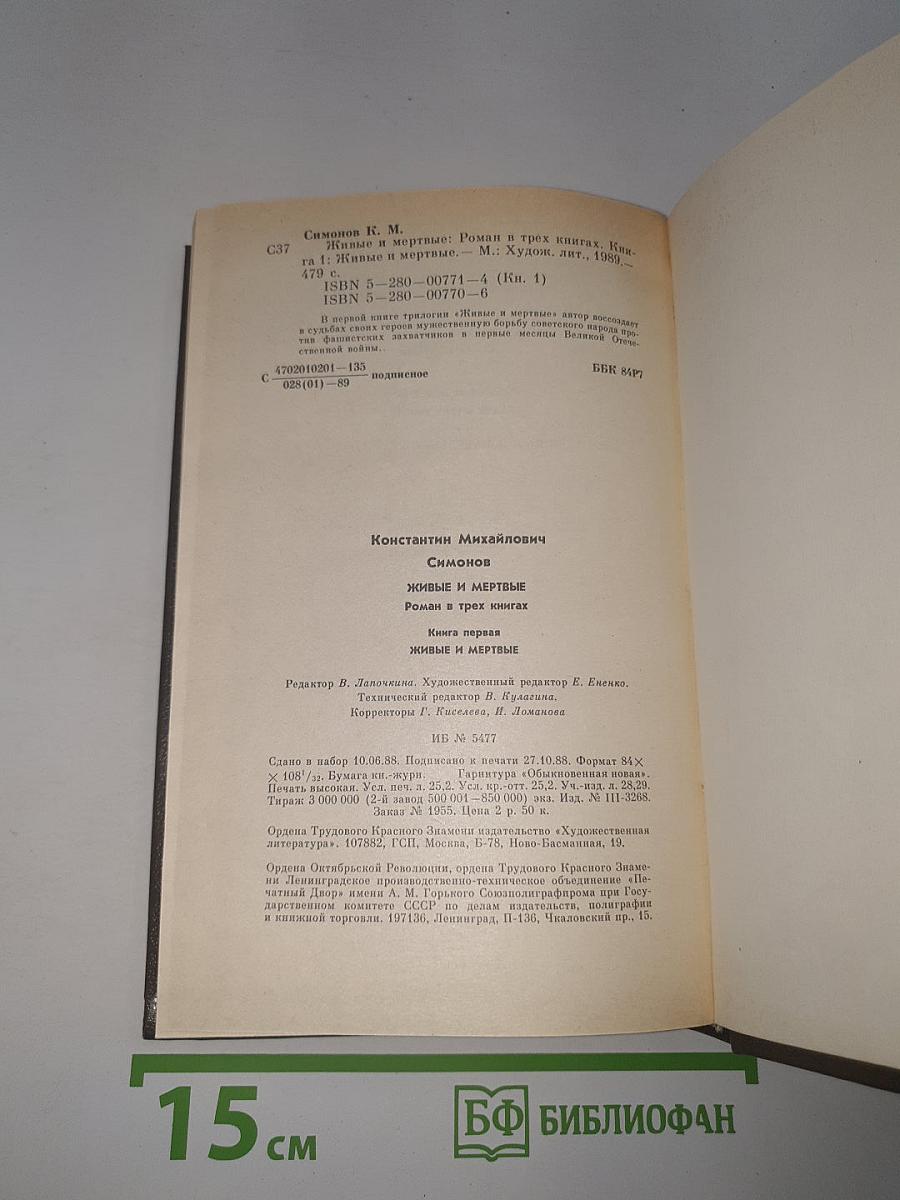 Симонов К. М.
С37 Живые и мертвые: Роман в трех книгах. Кни-
га 1: Живые и мертвые.— М.: Худож. лит., 1989.—
479 с.
ISBN 5—280—00771—4 (Кн. 1)
ISBN 5—280—00770—6
В первой книге трилогии «Живые и мертвые» автор воссоздает
в судьбах своих героев мужественную борьбу советского народа про-
тив фашистских захватчиков в первые месяцы Великой Отече-
ственной войны..
С 4702010201—135 / 028(01)—89 подписное ББК 84Р7
Константин Михайлович
Симонов
ЖИВЫЕ И МЕРТВЫЕ
Роман в трех книгах
Книга первая
ЖИВЫЕ И МЕРТВЫЕ
Редактор В. Лапочкина. Художественный редактор Е. Ененко.
Технический редактор В. Кулагина.
Корректоры Г. Киселева, И. Ломанова
ИБ № 5477
Сдано в набор 10.06.88. Подписано к печати 27.10.88. Формат 84×
× 108¹/₃₂. Бумага кн.-журн. Гарнитура «Обыкновенная новая».
Печать высокая. Усл. печ. л. 25,2. Усл. кр.-отт. 25,2. Уч.-изд. л. 28,29.
Тираж 3 000 000 (2-й завод 500 001—850 000) экз. Изд. № III-3268.
Заказ № 1955. Цена 2 р. 50 к.
Ордена Трудового Красного Знамени издательство «Художественная
литература». 107882, ГСП, Москва, Б-78, Ново-Басманная, 19.
Ордена Октябрьской Революции, ордена Трудового Красного Знаме-
ни Ленинградское производственно-техническое объединение «Пе-
чатный Двор» имени А. М. Горького Союзполиграфпрома при Госу-
дарственном комитете СССР по делам издательств, полиграфии
и книжной торговли. 197136, Ленинград, П-136, Чкаловский пр., 15.
15 см
БФ БИБЛИОФАН